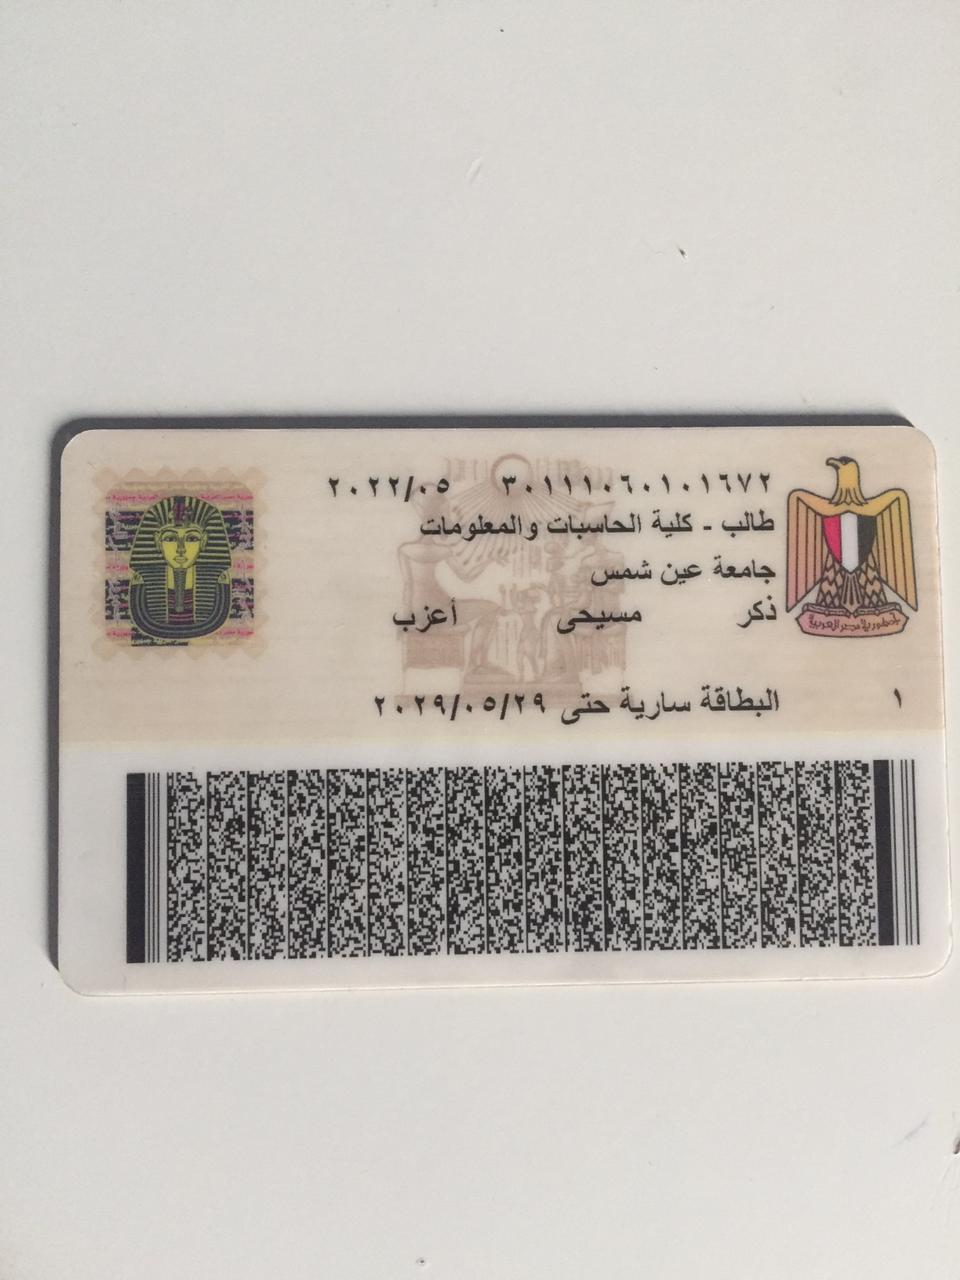 ٣٠١١١٠٦٠١٠١٦٧٢ ٢٠٢٢/٠٥
طالب - كلية الحاسبات والمعلومات
جامعة عين شمس
ذكر مسيحى أعزب
البطاقة سارية حتى ٢٠٢٩/٠٥/٢٩
١
جمهورية مصر العربية